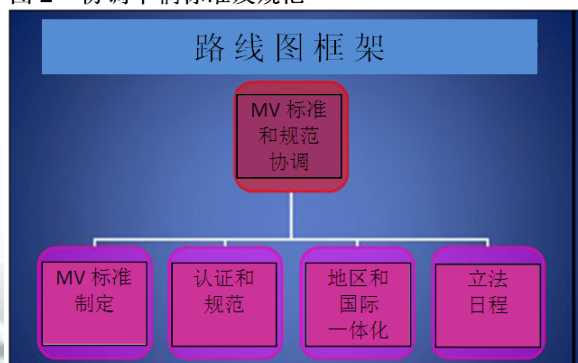 路线图框架
MV 标准
和规范
协调
MV 标准
制定
认证和
规范
地区和
国际
一体化
立法
日程